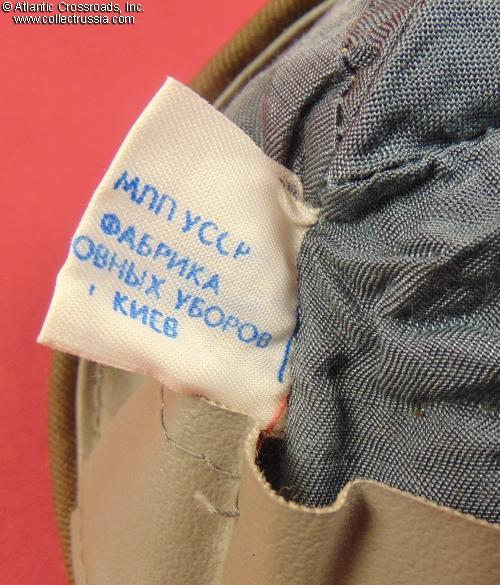 © Atlantic Crossroads, Inc.
www.collectrussia.com
МЛП УССР
ФАБРИКА
ОВНЫХ УБОРОВ
КИЕВ